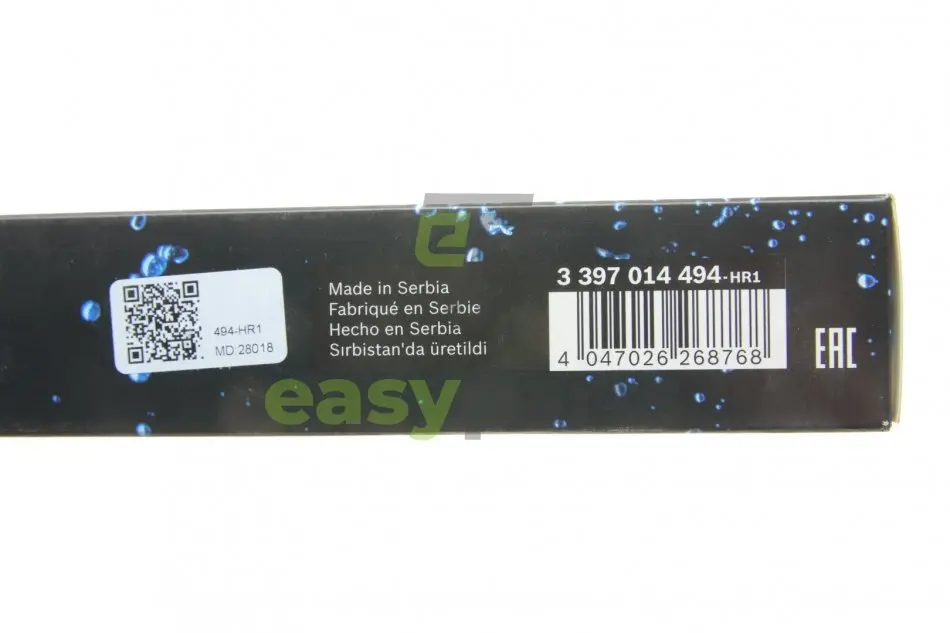 3 397 014 494-HR1
Made in Serbia
Fabriqué en Serbie
Hecho en Serbia
Sırbistan'da üretildi
494-HR1
MD:28018
4 047026 268768
EAC
easy